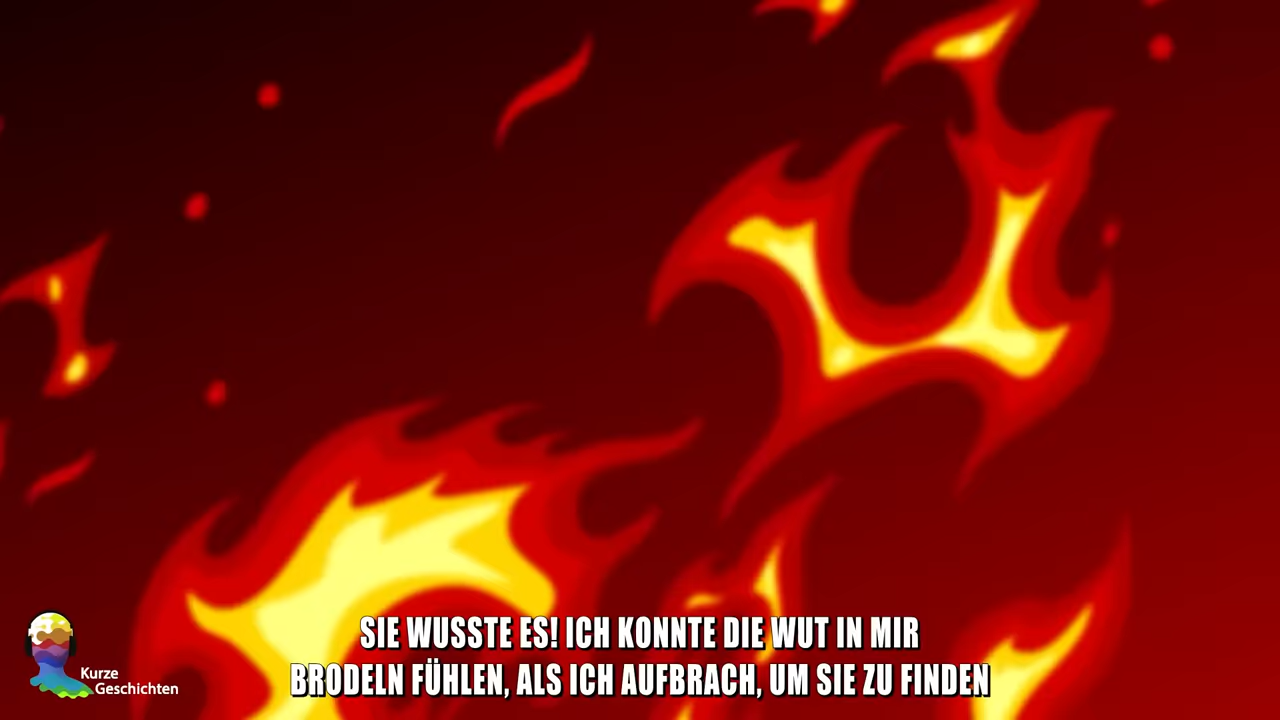 SIE WUSSTE ES! ICH KONNTE DIE WUT IN MIR
BRODELN FÜHLEN, ALS ICH AUFBRACH, UM SIE ZU FINDEN
Kurze
Geschichten